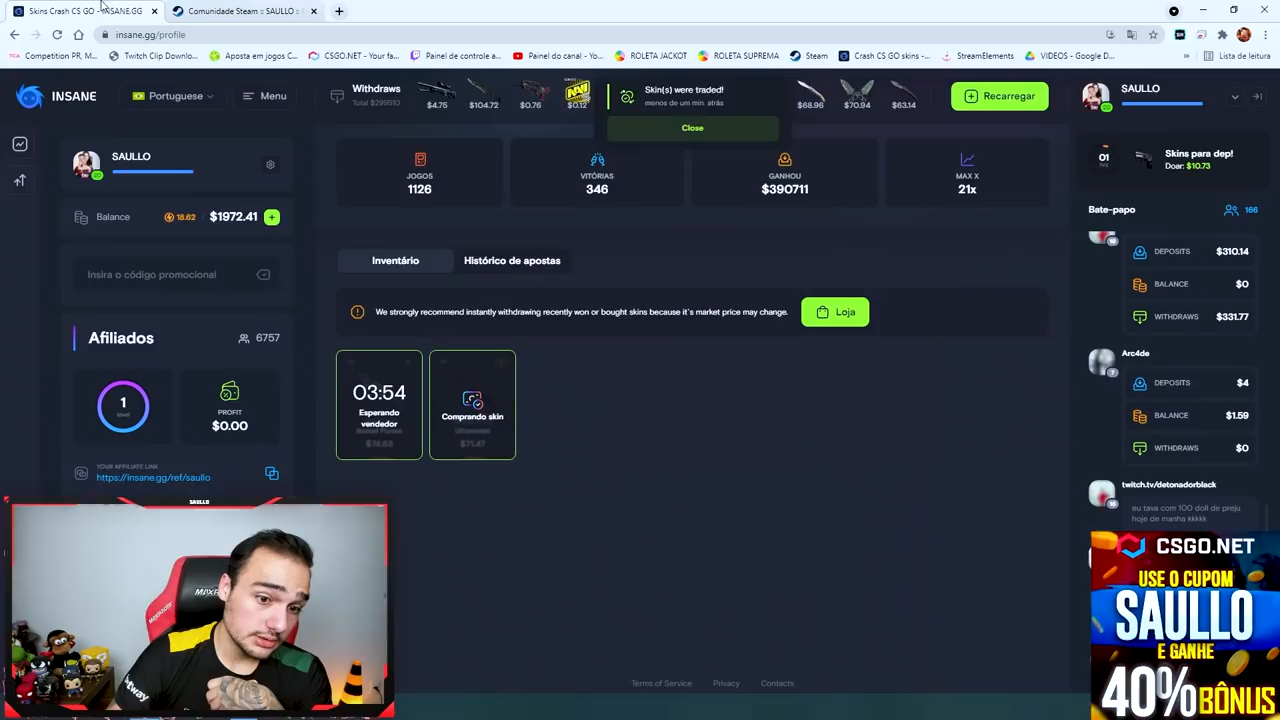 Skins Crash CS GO - INSANE.GG
Comunidade Steam :: SAULLO ::
insane.gg/profile
Competition PR, M...
Twitch Clip Downlo...
Aposta em jogos C...
CSGO.NET - Your fa...
Painel de controle a...
Painel do canal - Yo...
ROLETA JACKOT
ROLETA SUPREMA
Steam
Crash CS GO skins -...
StreamElements
VIDEOS - Google D...
Lista de leitura
INSANE
Portuguese
Menu
Withdraws
Total $299510
$4.75
$104.72
$0.76
Skin(s) were traded!
menos de um min. atrás
Close
$68.96
$70.94
$63.14
Recarregar
SAULLO
SAULLO
Balance
18.62
$1972.41
Insira o código promocional
Afiliados
6757
1
level
PROFIT
$0.00
YOUR AFFILIATE LINK
https://insane.gg/ref/saullo
JOGOS
1126
VITÓRIAS
346
GANHOU
$390711
MAX X
21x
Inventário
Histórico de apostas
We strongly recommend instantly withdrawing recently won or bought skins because it`s market price may change.
Loja
03:54
Esperando
vendedor
$74.63
Comprando skin
$71.47
Terms of Service
Privacy
Contacts
01
hrs
Skins para dep!
Doar: $10.73
Bate-papo
166
DEPOSITS
$310.14
BALANCE
$0
WITHDRAWS
$331.77
Arc4de
DEPOSITS
$4
BALANCE
$1.59
WITHDRAWS
$0
twitch.tv/detonadorblack
eu tava com 100 doll de preju
hoje de manha kkkkk
SAULLO
CSGO.NET
USE O CUPOM
SAULLO
E GANHE
40% BÔNUS